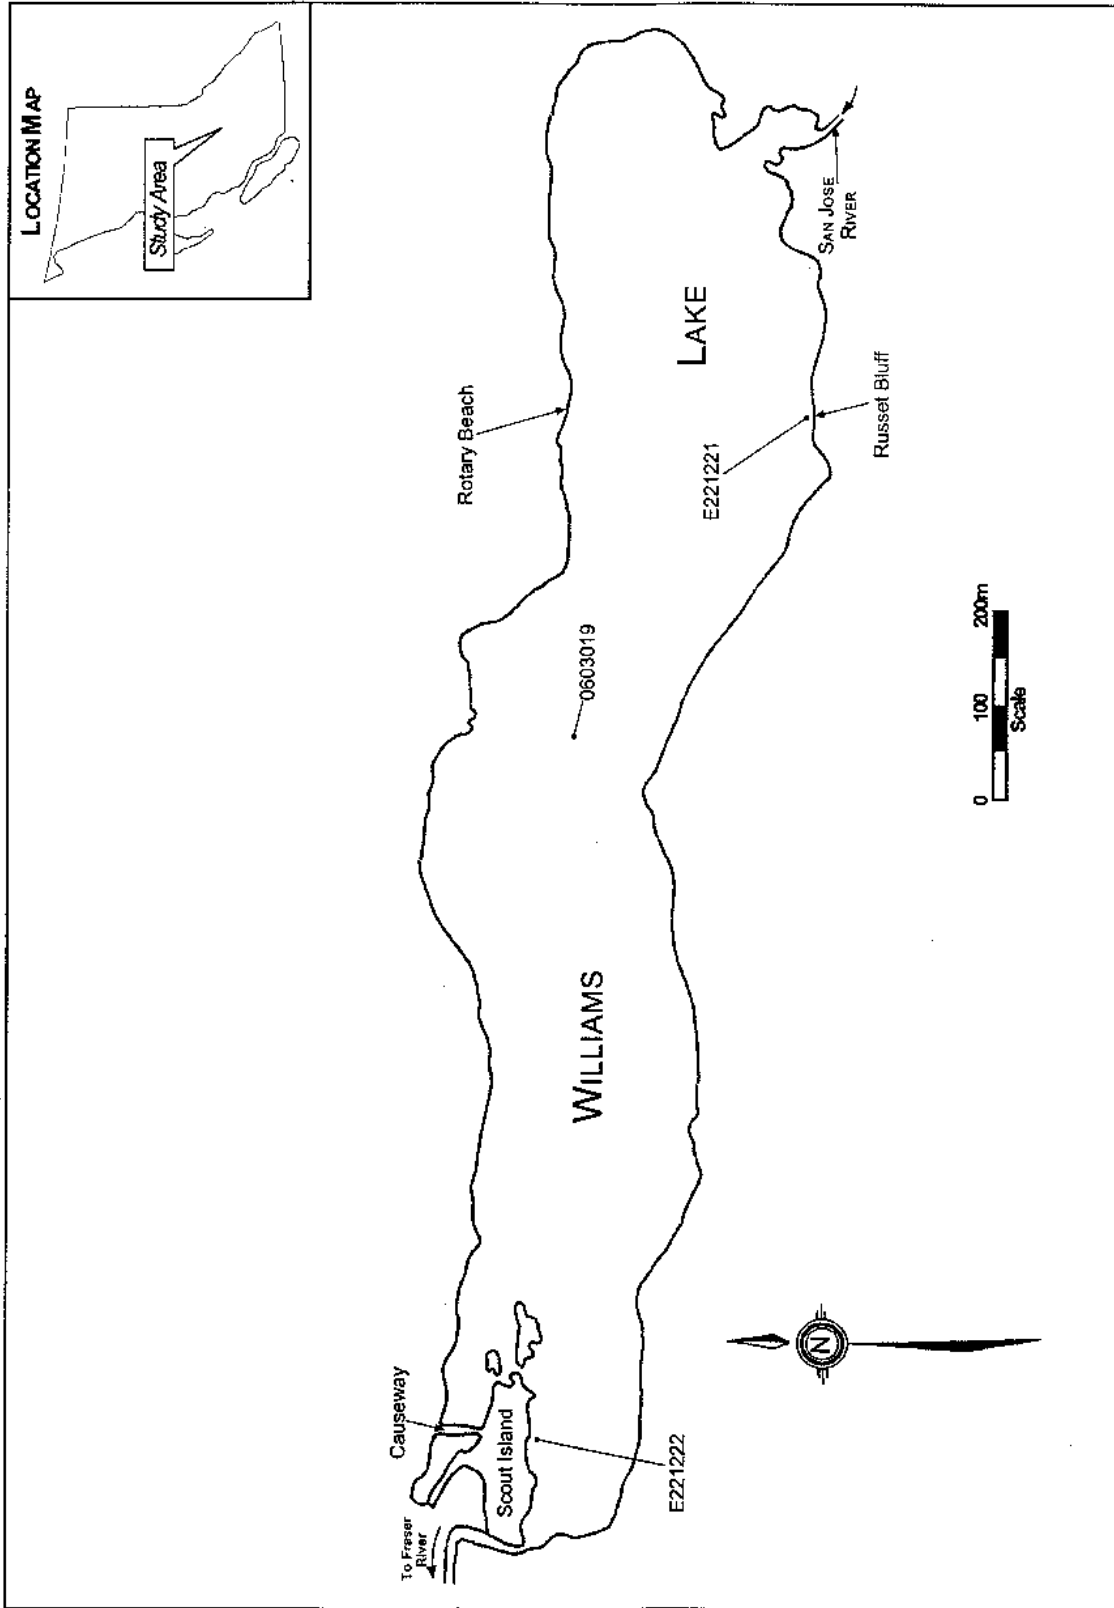 LOCATION MAP
Study Area
WILLIAMS
LAKE
SAN JOSE
RIVER
Rotary Beach
Russet Bluff
E221221
0603019
E221222
Causeway
Scout Island
To Fraser
River
0
100
200m
Scale
N